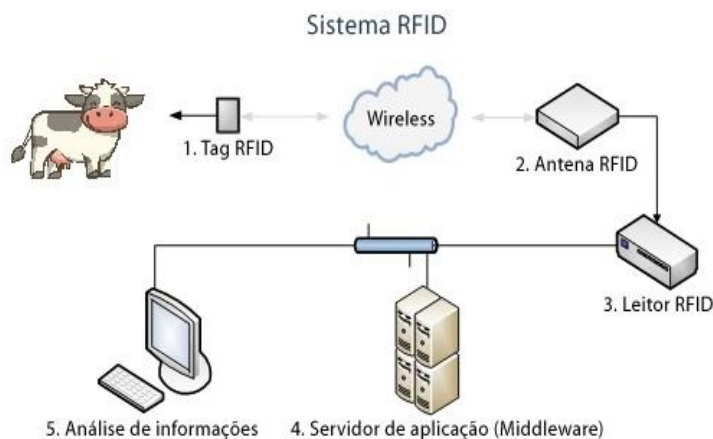 Sistema RFID
Wireless
1. Tag RFID
2. Antena RFID
3. Leitor RFID
5. Análise de informações
4. Servidor de aplicação (Middleware)